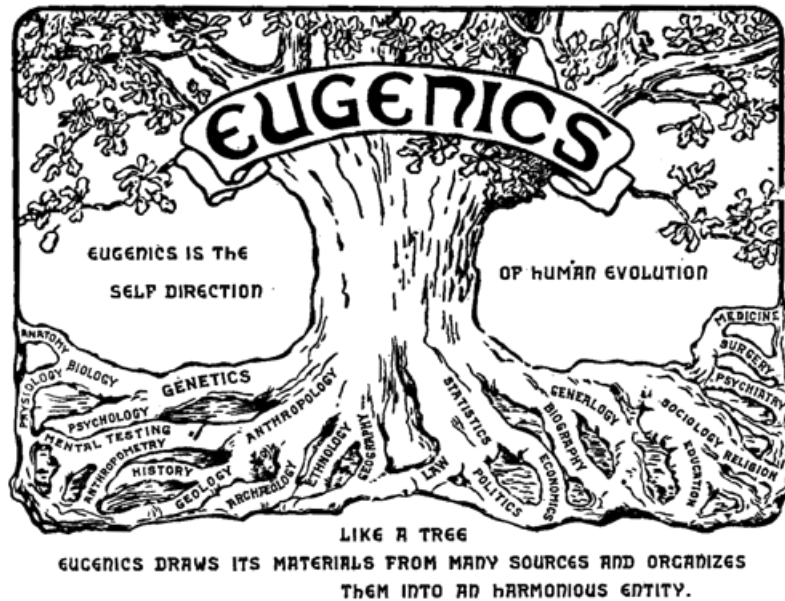 EUGENICS
EUGENICS IS THE
SELF DIRECTION
OF HUMAN EVOLUTION
ANATOMY
PHYSIOLOGY
BIOLOGY
GENETICS
PSYCHOLOGY
MENTAL TESTING
ANTHROPOMETRY
HISTORY
GEOLOGY
ANTHROPOLOGY
ARCHÆOLOGY
ETHNOLOGY
GEOGRAPHY
LAW
STATISTICS
POLITICS
ECONOMICS
BIOGRAPHY
GENEALOGY
EDUCATION
SOCIOLOGY
RELIGION
PSYCHIATRY
SURGERY
MEDICINE
LIKE A TREE
EUGENICS DRAWS ITS MATERIALS FROM MANY SOURCES AND ORGANIZES
THEM INTO AN HARMONIOUS ENTITY.